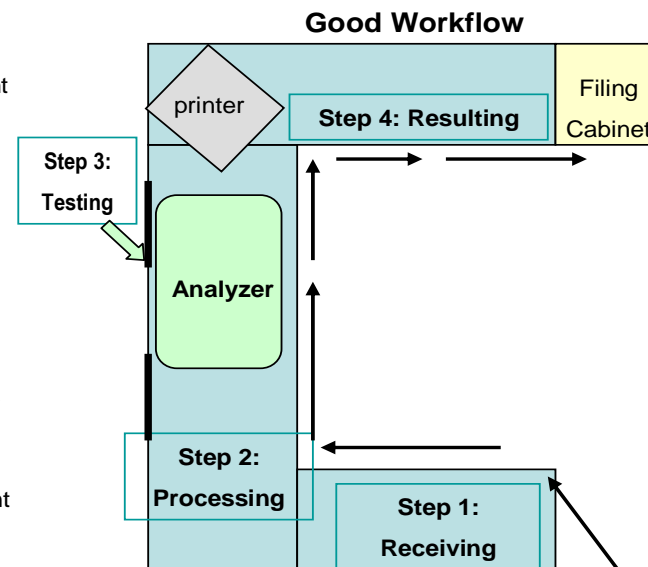 Good Workflow
printer
Step 4: Resulting
Filing
Cabinet
Step 3:
Testing
Analyzer
Step 2:
Processing
Step 1:
Receiving